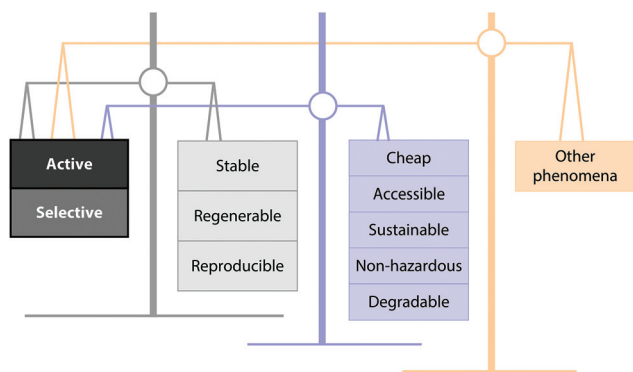 Active
Selective
Stable
Regenerable
Reproducible
Cheap
Accessible
Sustainable
Non-hazardous
Degradable
Other
phenomena